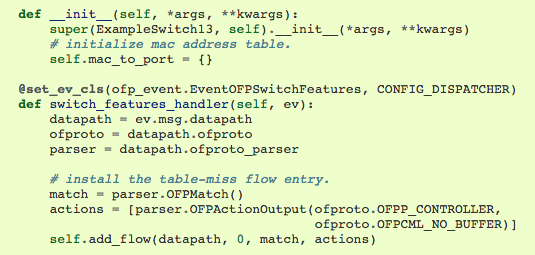 def __init__(self, *args, **kwargs):
    super(ExampleSwitch13, self).__init__(*args, **kwargs)
    # initialize mac address table.
    self.mac_to_port = {}

@set_ev_cls(ofp_event.EventOFPSwitchFeatures, CONFIG_DISPATCHER)
def switch_features_handler(self, ev):
    datapath = ev.msg.datapath
    ofproto = datapath.ofproto
    parser = datapath.ofproto_parser

    # install the table-miss flow entry.
    match = parser.OFPMatch()
    actions = [parser.OFPActionOutput(ofproto.OFPP_CONTROLLER,
                                      ofproto.OFPCML_NO_BUFFER)]
    self.add_flow(datapath, 0, match, actions)